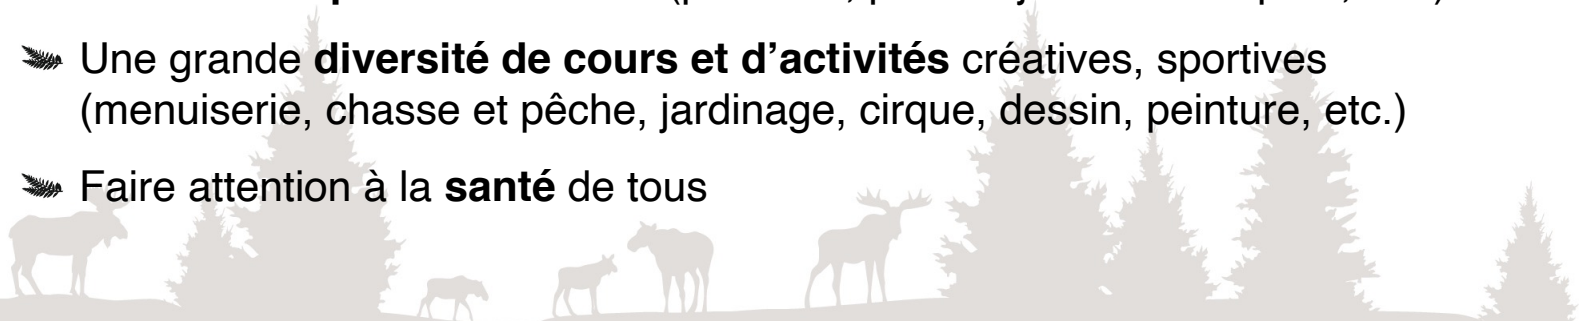 Une grande diversité de cours et d’activités créatives, sportives
(menuiserie, chasse et pêche, jardinage, cirque, dessin, peinture, etc.)
Faire attention à la santé de tous